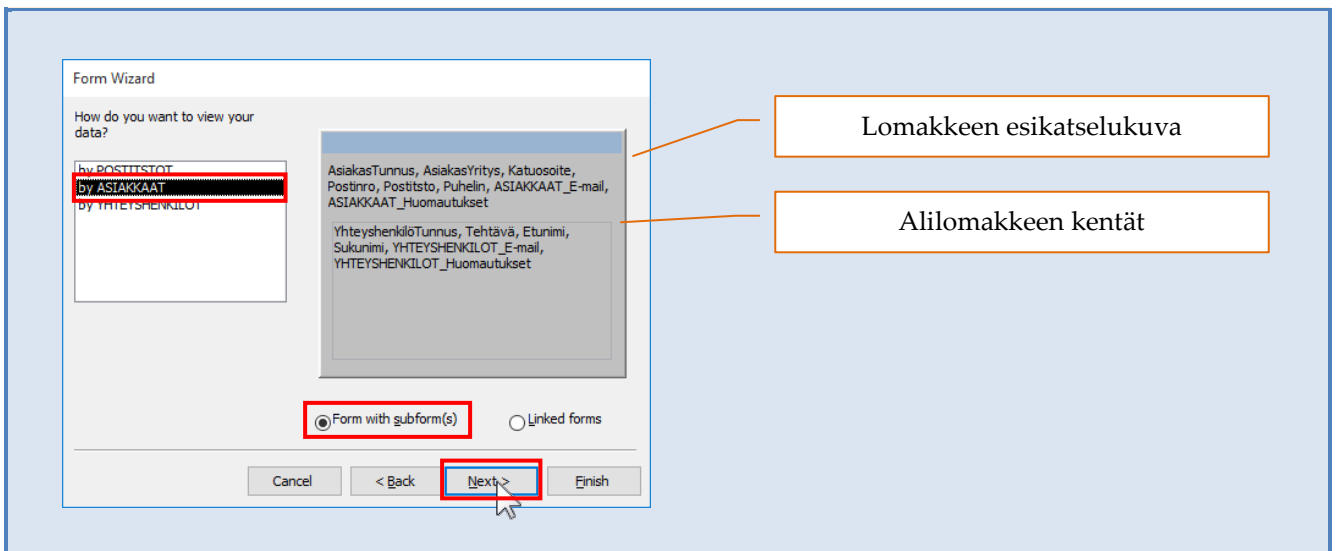 Form Wizard
How do you want to view your
data?
by POSTITSTOT
by ASIAKKAAT
by YHTEYSHENKILOT
AsiakasTunnus, AsiakasYritys, Katuosoite,
Postinro, Postitsto, Puhelin, ASIAKKAAT_E-mail,
ASIAKKAAT_Huomautukset
YhteyshenkilöTunnus, Tehtävä, Etunimi,
Sukunimi, YHTEYSHENKILOT_E-mail,
YHTEYSHENKILOT_Huomautukset
Form with subform(s)
Linked forms
Cancel
< Back
Next >
Finish
Lomakkeen esikatselukuva
Alilomakkeen kentät